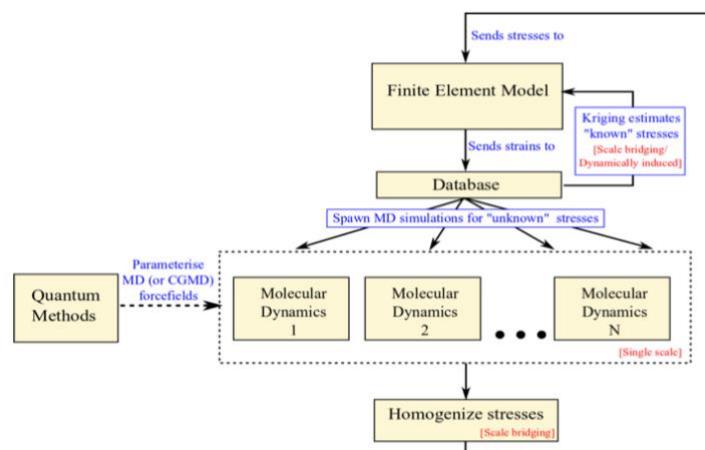 Sends stresses to
Finite Element Model
Kriging estimates
"known" stresses
[Scale bridging/
Dynamically induced]
Sends strains to
Database
Spawn MD simulations for "unknown" stresses
Parameterise
MD (or CGMD)
forcefields
Quantum
Methods
Molecular
Dynamics
1
Molecular
Dynamics
2
Molecular
Dynamics
N
[Single scale]
Homogenize stresses
[Scale bridging]